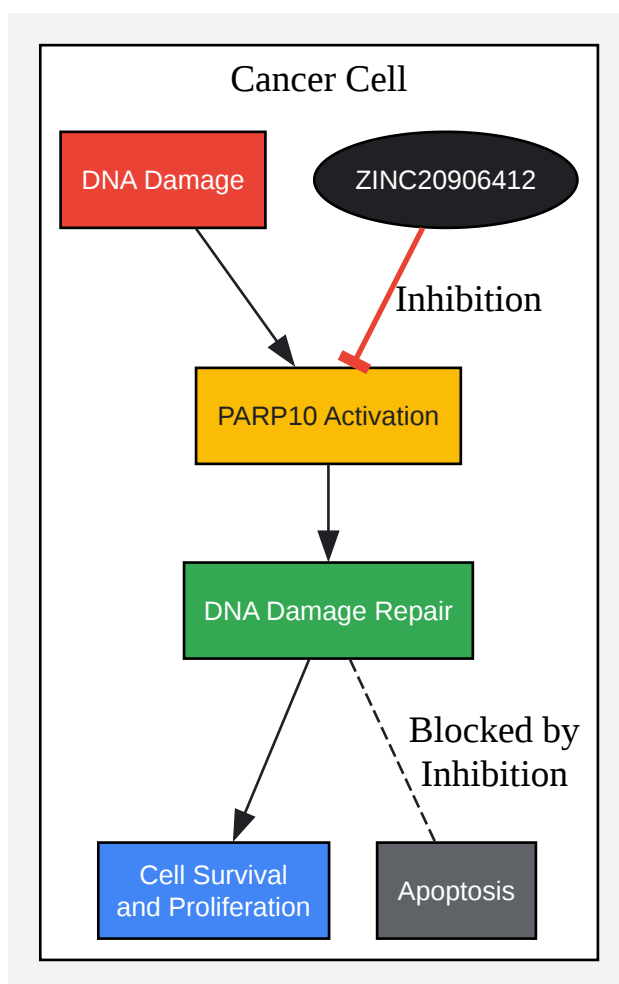 Cancer Cell
DNA Damage
ZINC20906412
Inhibition
PARP10 Activation
DNA Damage Repair
Blocked by
Inhibition
Cell Survival
and Proliferation
Apoptosis